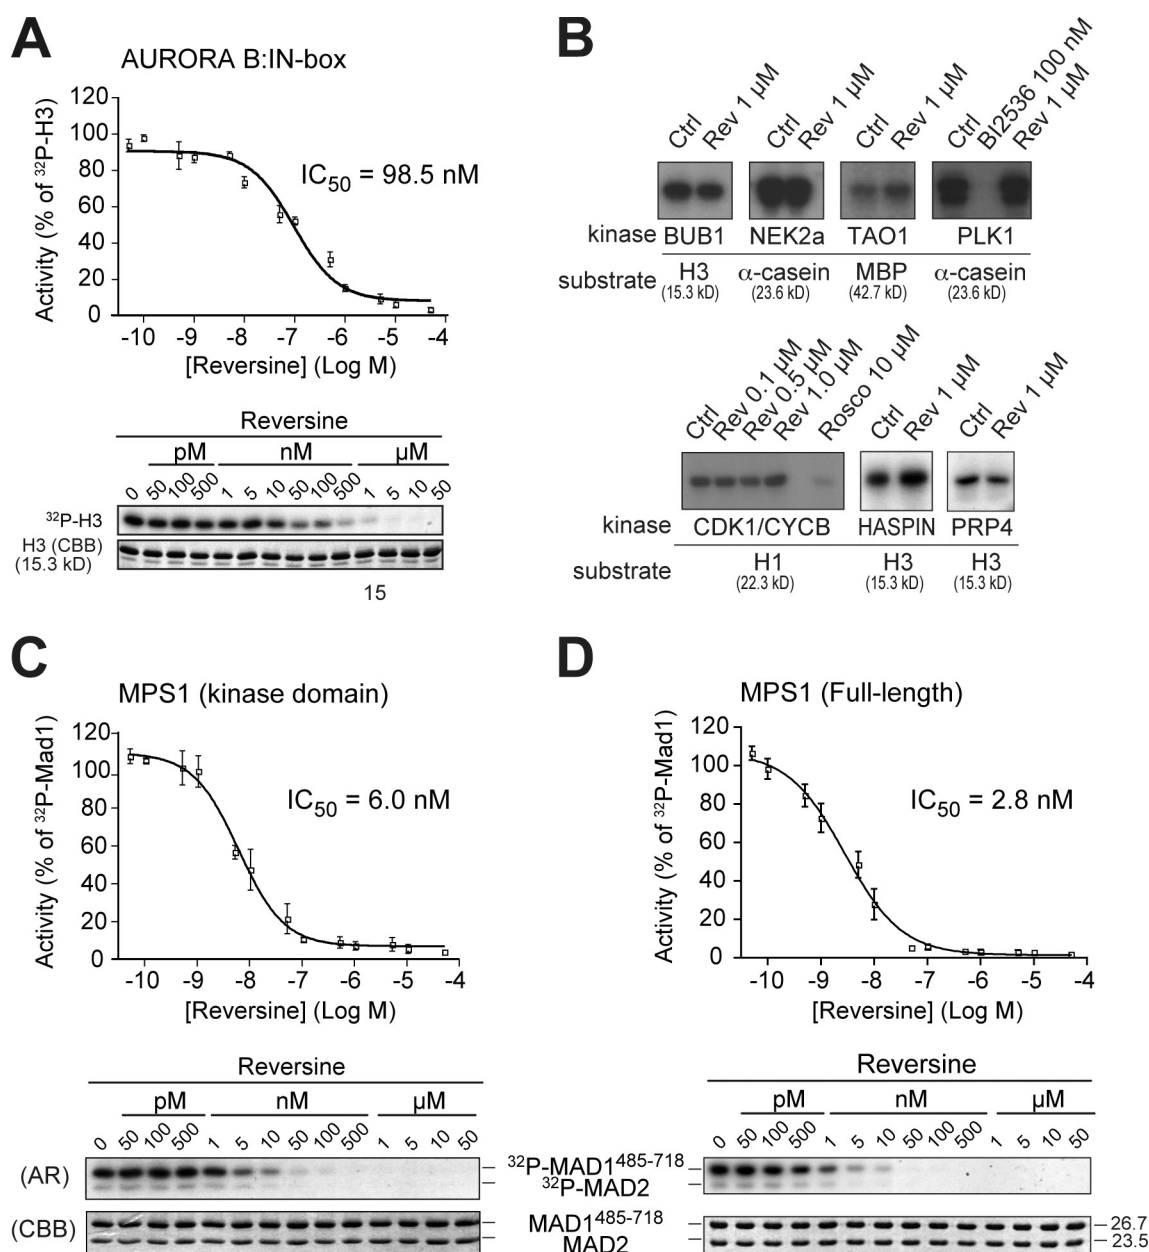 A
AURORA B:IN-box
Activity (% of ³²P-H3)
120
100
80
60
40
20
0
IC₅₀ = 98.5 nM
-10 -9 -8 -7 -6 -5 -4
[Reversine] (Log M)
Reversine
pM nM µM
0 50 100 500 1 5 10 50 100 500 1 5 10 50
³²P-H3
H3 (CBB)
(15.3 kD)
15
B
Ctrl Rev 1 µM Ctrl Rev 1 µM Ctrl Rev 1 µM Ctrl BI2536 100 nM Rev 1 µM
kinase BUB1 NEK2a TAO1 PLK1
substrate H3 α-casein MBP α-casein
(15.3 kD) (23.6 kD) (42.7 kD) (23.6 kD)
Ctrl Rev 0.1 µM Rev 0.5 µM Rev 1.0 µM Rosco 10 µM Ctrl Rev 1 µM Ctrl Rev 1 µM
kinase CDK1/CYCB HASPIN PRP4
substrate H1 H3 H3
(22.3 kD) (15.3 kD) (15.3 kD)
C
MPS1 (kinase domain)
Activity (% of ³²P-Mad1)
120
100
80
60
40
20
0
IC₅₀ = 6.0 nM
-10 -9 -8 -7 -6 -5 -4
[Reversine] (Log M)
Reversine
pM nM µM
0 50 100 500 1 5 10 50 100 500 1 5 10 50
(AR)
(CBB)
³²P-MAD1⁴⁸⁵⁻⁷¹⁸
³²P-MAD2
MAD1⁴⁸⁵⁻⁷¹⁸
MAD2
D
MPS1 (Full-length)
Activity (% of ³²P-Mad1)
120
100
80
60
40
20
0
IC₅₀ = 2.8 nM
-10 -9 -8 -7 -6 -5 -4
[Reversine] (Log M)
Reversine
pM nM µM
0 50 100 500 1 5 10 50 100 500 1 5 10 50
26.7
23.5